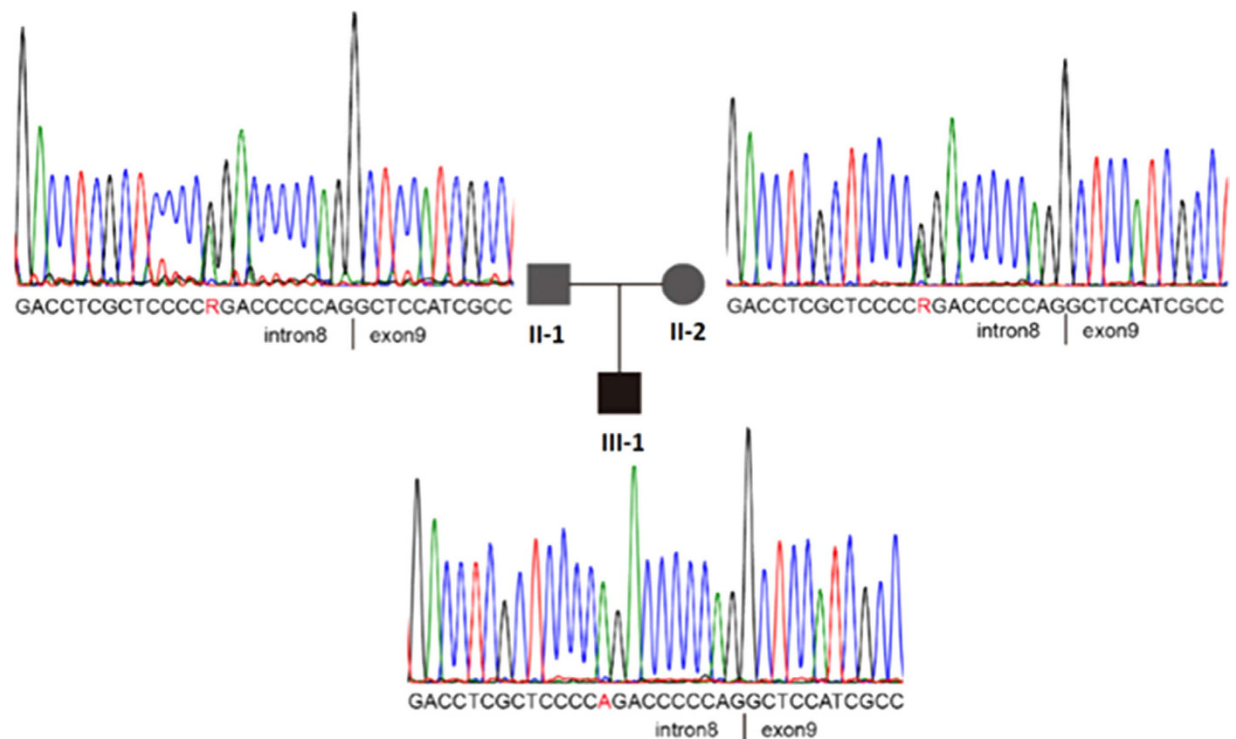 GACCTCGCTCCCCRGACCCCCAGGCTCCATCGCC
intron8 | exon9
GACCTCGCTCCCCRGACCCCCAGGCTCCATCGCC
intron8 | exon9
II-1
II-2
III-1
GACCTCGCTCCCCAGACCCCCAGGCTCCATCGCC
intron8 | exon9